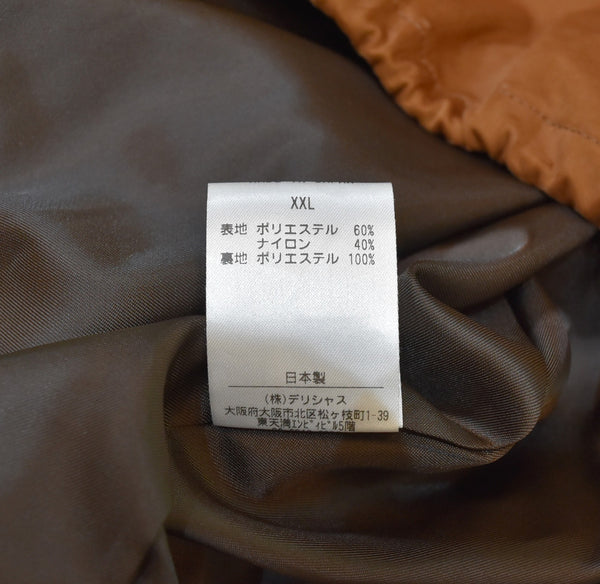 XXL
表地 ポリエステル 60%
ナイロン 40%
裏地 ポリエステル 100%
日本製
(株)デリシャス
大阪府大阪市北区松ヶ枝町1-39
東天満ｴﾝﾋﾞｨﾋﾞﾙ5階